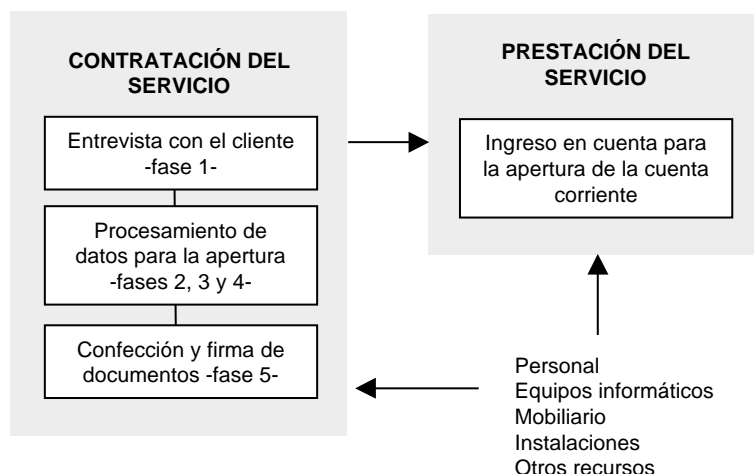 CONTRATACIÓN DEL
SERVICIO
Entrevista con el cliente
-fase 1-
Procesamiento de
datos para la apertura
-fases 2, 3 y 4-
Confección y firma de
documentos -fase 5-
PRESTACIÓN DEL
SERVICIO
Ingreso en cuenta para
la apertura de la cuenta
corriente
Personal
Equipos informáticos
Mobiliario
Instalaciones
Otros recursos